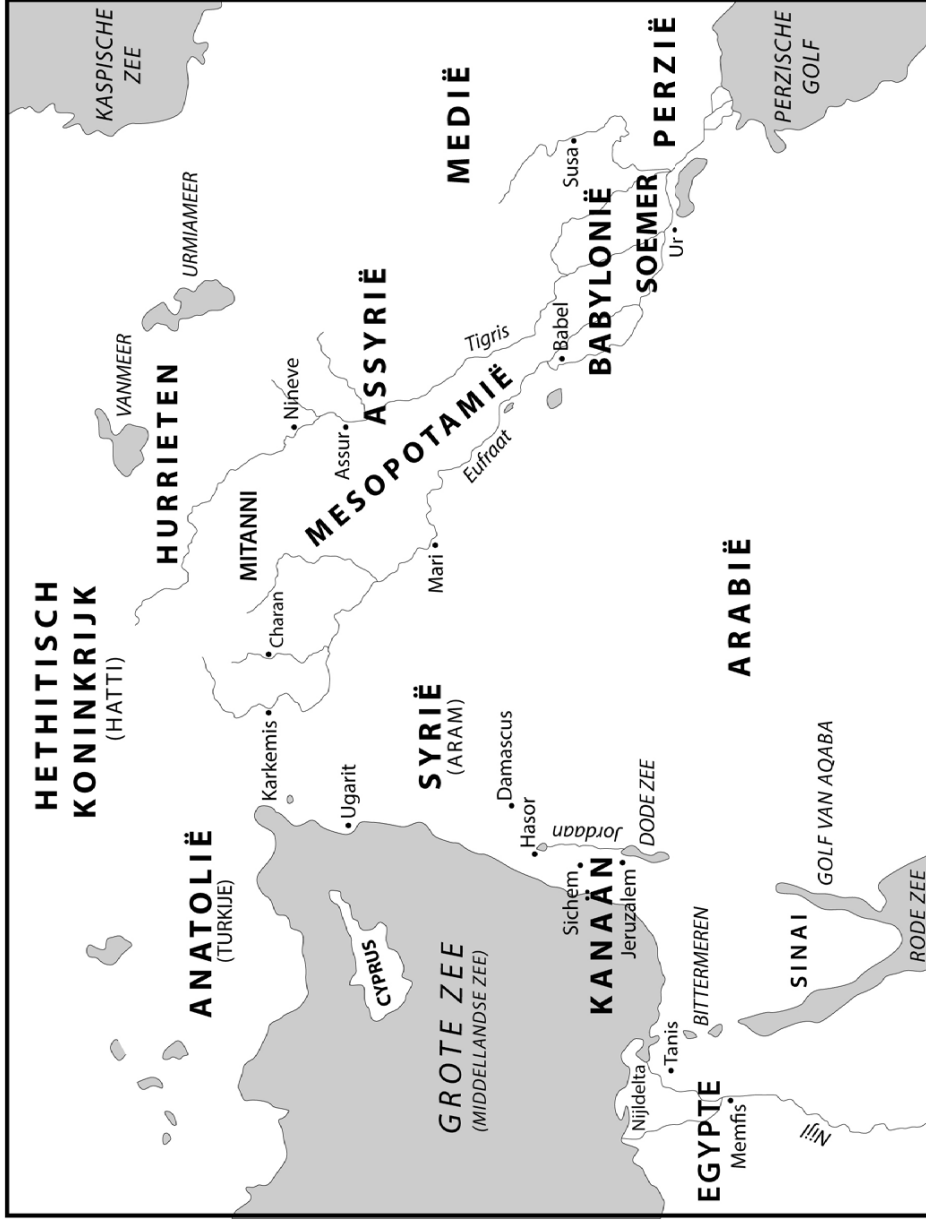 HETHITISCH
KONINKRIJK
(HATTI)
KASPISCHE
ZEE
VANMEER
URMIAMEER
HURRIETEN
ANATOLIË
(TURKIJE)
MITANNI
Karkemis
Charan
Nineve
Ugarit
Assur
ASSYRIË
CYPRUS
MESOPOTAMIË
MEDIË
SYRIË
(ARAM)
Mari
Eufraat
Tigris
GROTE ZEE
(MIDDELLANDSE ZEE)
Damascus
Hasor
Babel
Susa
Jordaan
Sichem
KANAÄN
Jeruzalem
DODE ZEE
BABYLONIË
SOEMER
PERZIË
Ur
Nijldelta
Tanis
BITTERMEREN
EGYPTE
Memfis
ARABIË
PERZISCHE
GOLF
SINAI
GOLF VAN AQABA
Nijl
RODE ZEE